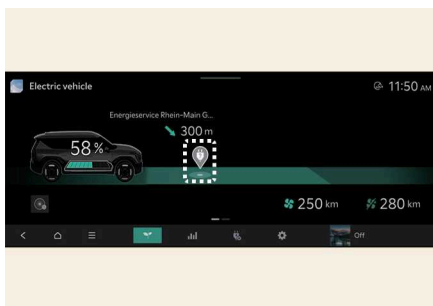 Electric vehicle
11:50 AM
Energieservice Rhein-Main G...
300 m
58 %
250 km
280 km
Off